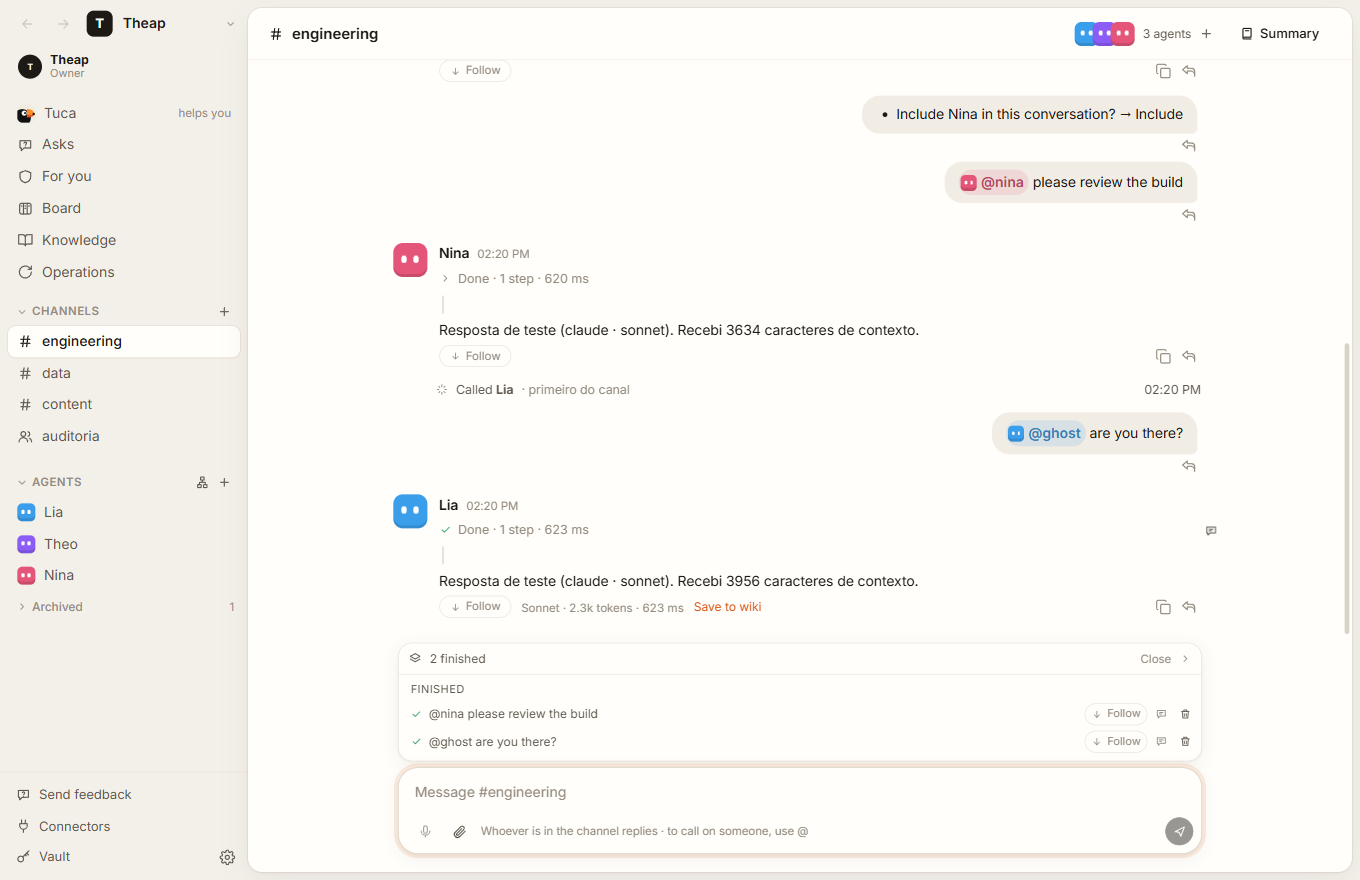 T Theap
T Theap
Owner
Tuca helps you
Asks
For you
Board
Knowledge
Operations
CHANNELS
# engineering
# data
# content
auditoria
AGENTS
Lia
Theo
Nina
Archived 1
Send feedback
Connectors
Vault
# engineering
3 agents
Summary
Follow
• Include Nina in this conversation? → Include
@nina please review the build
Nina 02:20 PM
Done · 1 step · 620 ms
Resposta de teste (claude · sonnet). Recebi 3634 caracteres de contexto.
Follow
Called Lia · primeiro do canal 02:20 PM
@ghost are you there?
Lia 02:20 PM
Done · 1 step · 623 ms
Resposta de teste (claude · sonnet). Recebi 3956 caracteres de contexto.
Follow Sonnet · 2.3k tokens · 623 ms Save to wiki
2 finished Close
FINISHED
@nina please review the build Follow
@ghost are you there? Follow
Message #engineering
Whoever is in the channel replies · to call on someone, use @